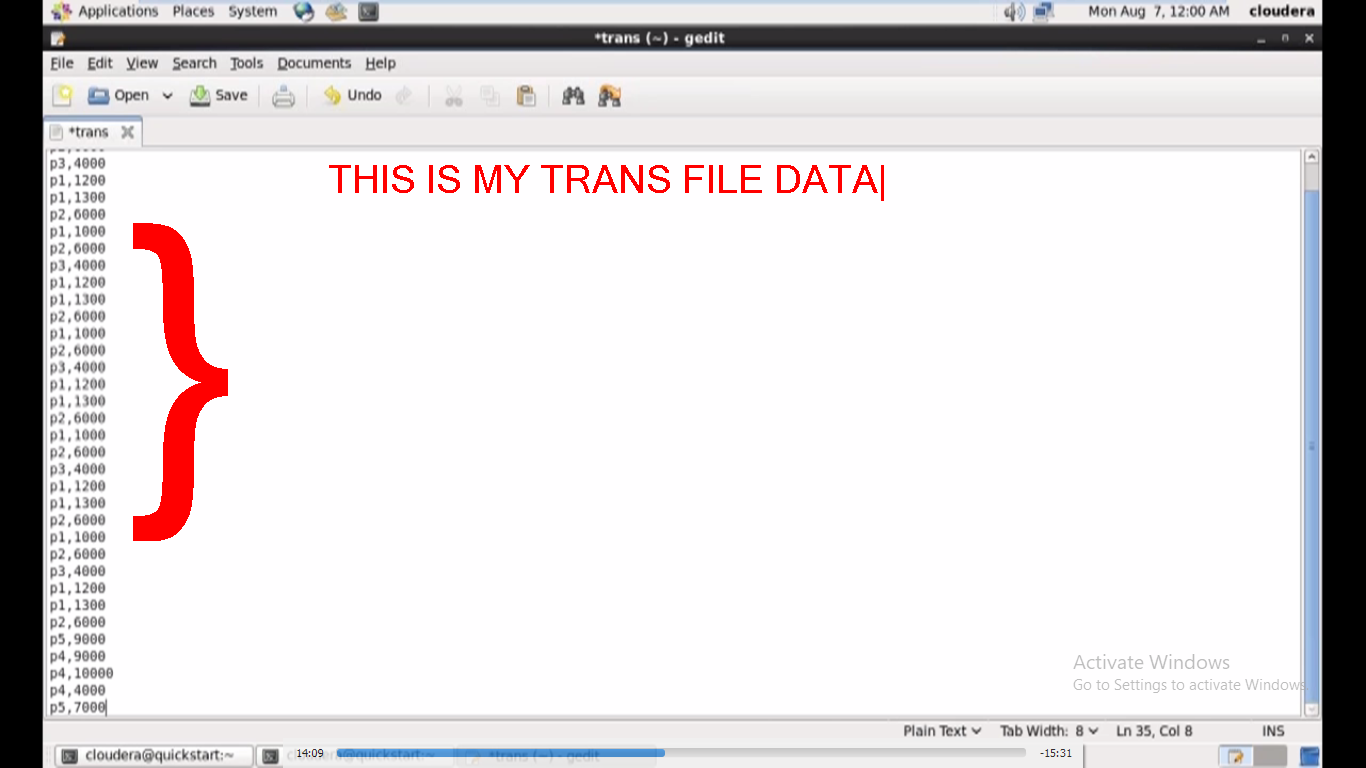 Applications Places System
Mon Aug 7, 12:00 AM cloudera
*trans (~) - gedit
File Edit View Search Tools Documents Help
Open Save Undo
*trans
p3,4000
p1,1200
p1,1300
p2,6000
p1,1000
p2,6000
p3,4000
p1,1200
p1,1300
p2,6000
p1,1000
p2,6000
p3,4000
p1,1200
p1,1300
p2,6000
p1,1000
p2,6000
p3,4000
p1,1200
p1,1300
p2,6000
p1,1000
p2,6000
p3,4000
p1,1200
p1,1300
p2,6000
p5,9000
p4,9000
p4,10000
p4,4000
p5,7000
THIS IS MY TRANS FILE DATA
}
Activate Windows
Go to Settings to activate Windows.
Plain Text Tab Width: 8 Ln 35, Col 8 INS
cloudera@quickstart:~ cloudera@quickstart:~ *trans (~) - gedit
14:09 -15:31